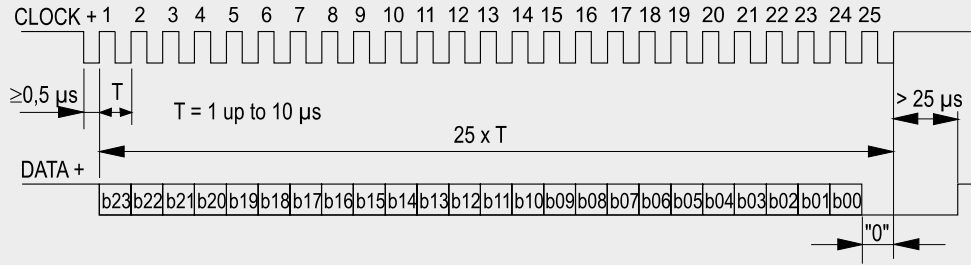 CLOCK + 1 2 3 4 5 6 7 8 9 10 11 12 13 14 15 16 17 18 19 20 21 22 23 24 25
≥0,5 µs T > 25 µs
T = 1 up to 10 µs
25 x T
DATA +
b23 b22 b21 b20 b19 b18 b17 b16 b15 b14 b13 b12 b11 b10 b09 b08 b07 b06 b05 b04 b03 b02 b01 b00
"0"